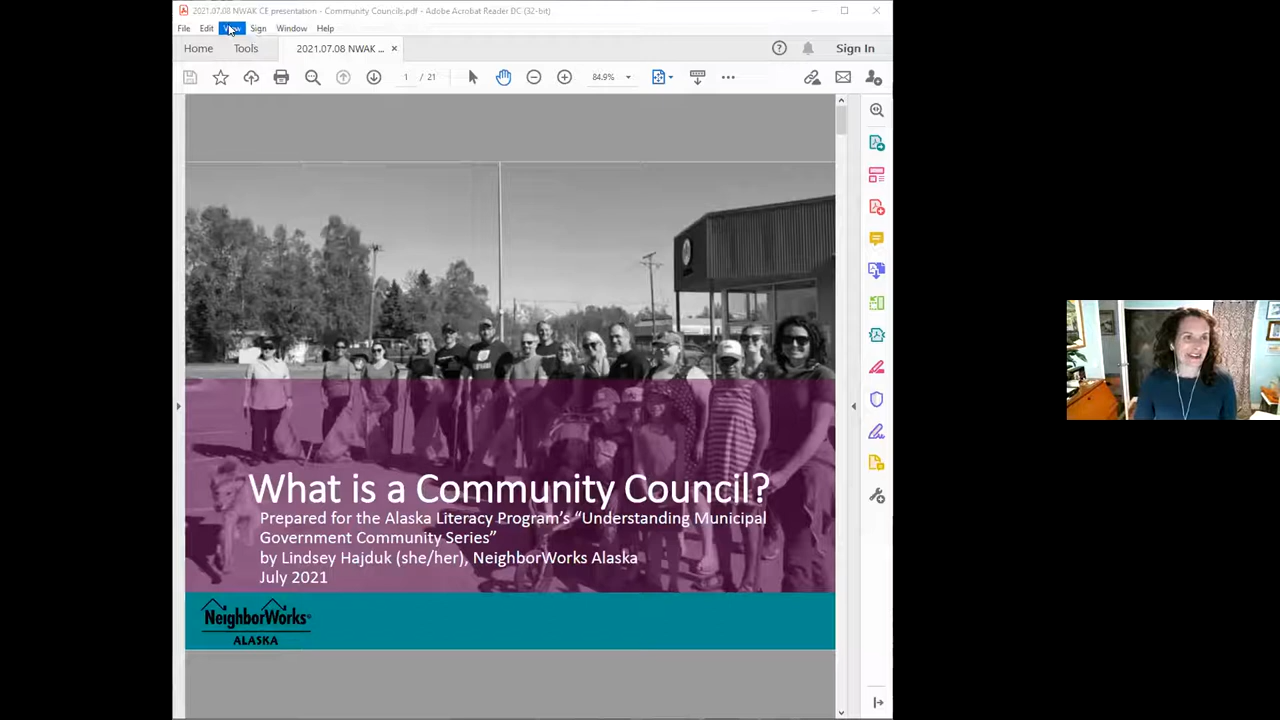 2021.07.08 NWAK CE presentation - Community Councils.pdf - Adobe Acrobat Reader DC (32-bit)
File Edit View Sign Window Help
Home Tools 2021.07.08 NWAK ... Sign In
1 / 21 84.9%
What is a Community Council?
Prepared for the Alaska Literacy Program's “Understanding Municipal
Government Community Series”
by Lindsey Hajduk (she/her), NeighborWorks Alaska
July 2021
NeighborWorks®
ALASKA